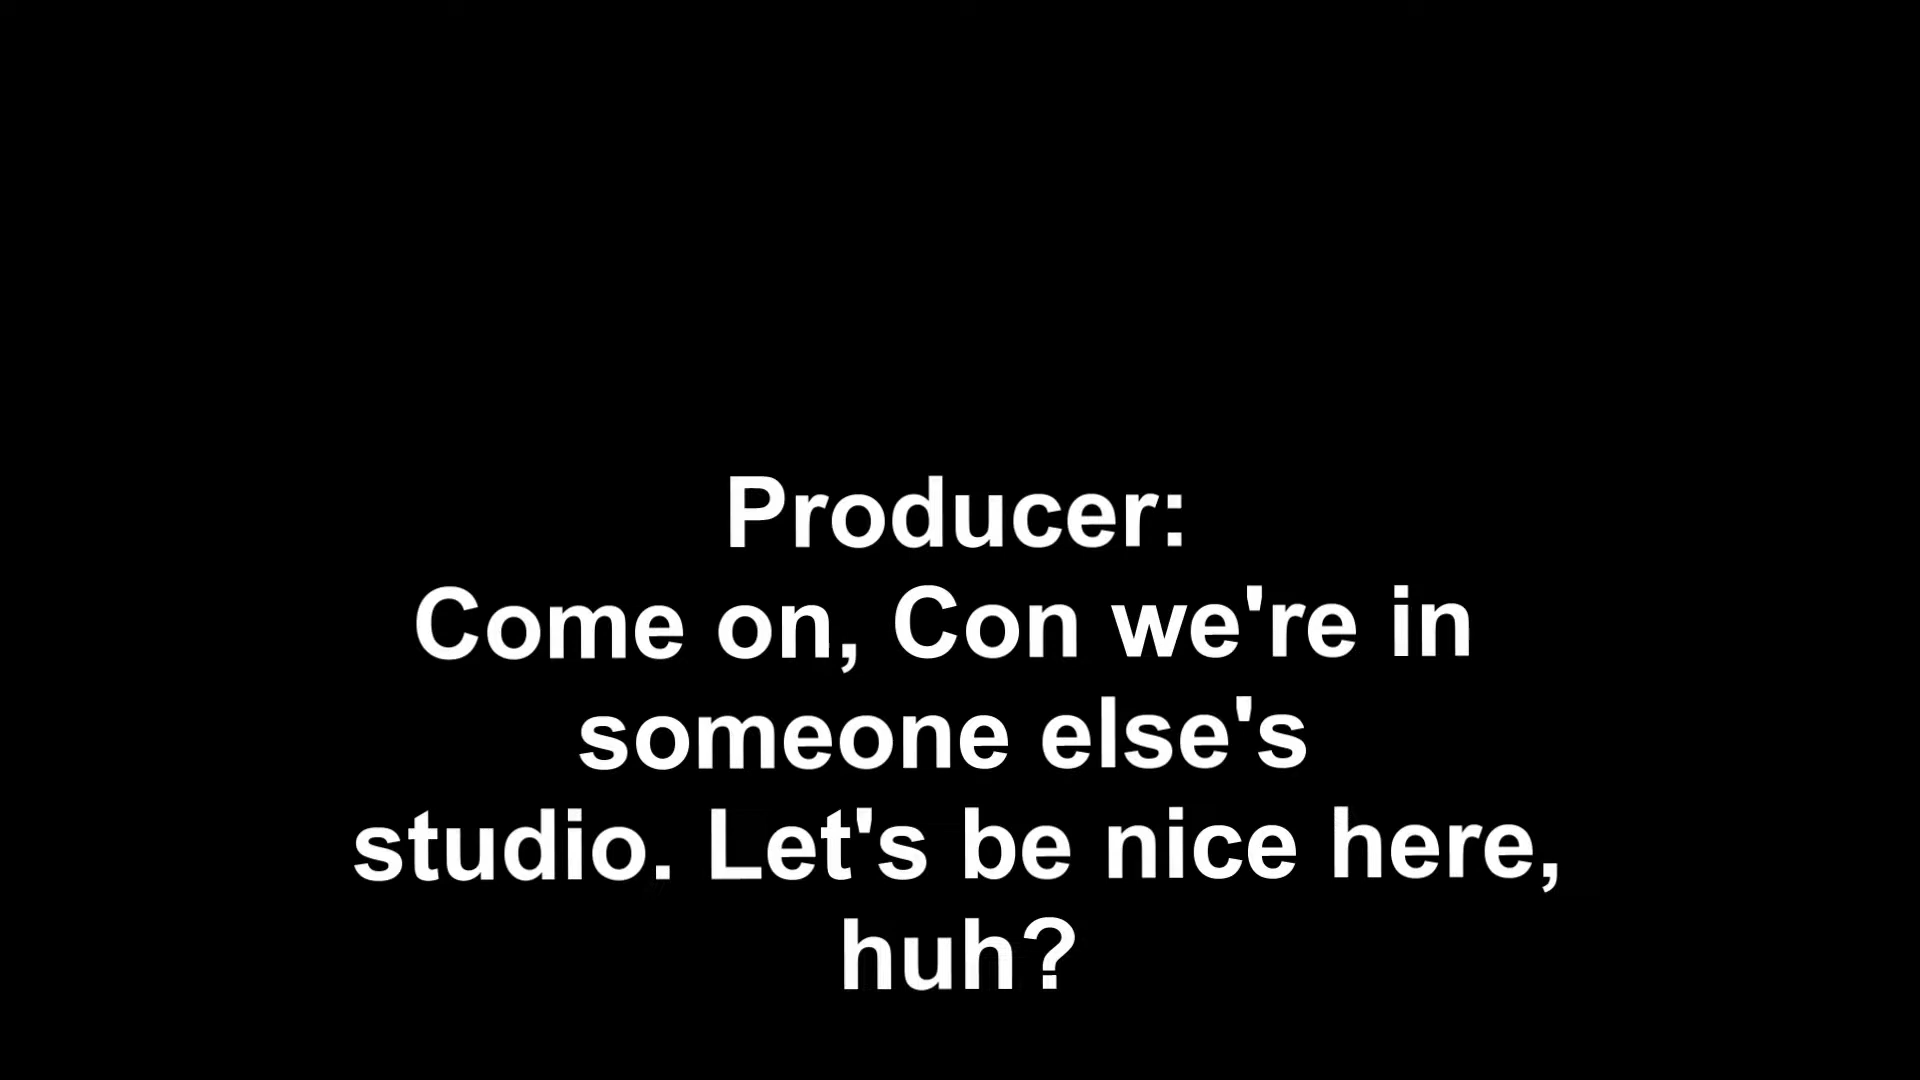 Producer:
Come on, Con we're in
someone else's
studio. Let's be nice here,
huh?